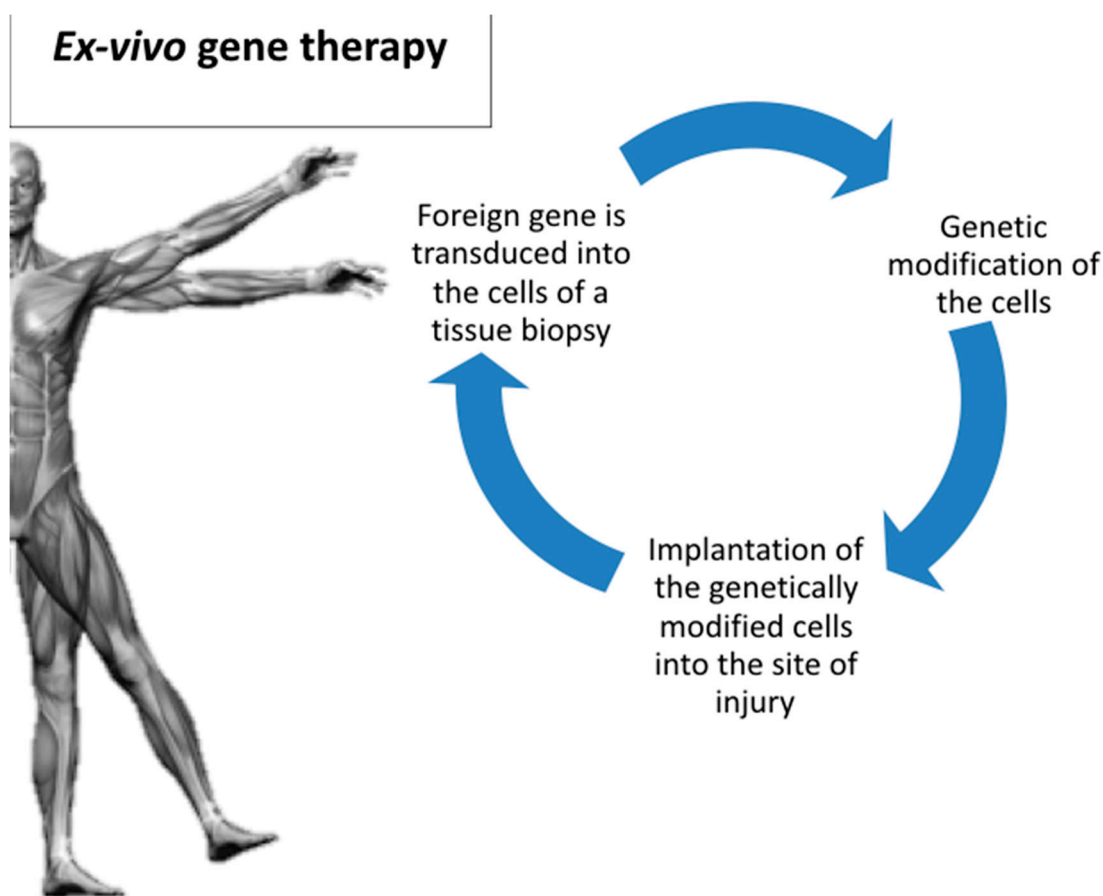 Ex-vivo gene therapy
Foreign gene is
transduced into
the cells of a
tissue biopsy
Genetic
modification of
the cells
Implantation of
the genetically
modified cells
into the site of
injury